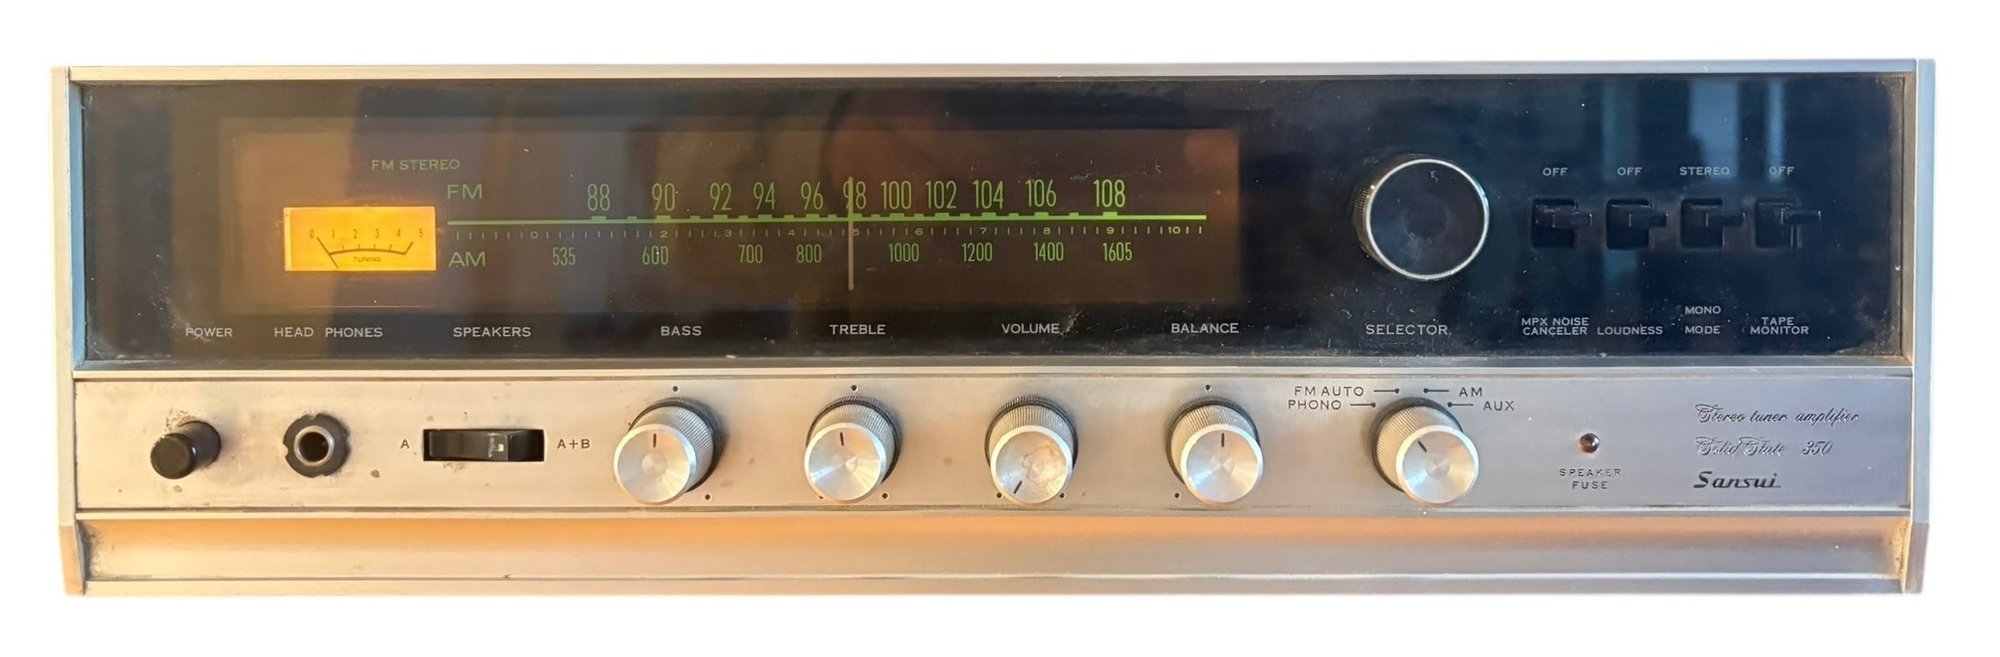 FM STEREO
FM 88 90 92 94 96 98 100 102 104 106 108
0 1 2 3 4 5
TUNING
0 2 3 4 5 6 7 8 9 10
AM 535 600 700 800 1000 1200 1400 1605
OFF OFF STEREO OFF
POWER HEAD PHONES SPEAKERS BASS TREBLE VOLUME BALANCE SELECTOR
MPX NOISE
CANCELER
LOUDNESS
MONO
MODE
TAPE
MONITOR
A A+B
FM AUTO AM
PHONO AUX
SPEAKER
FUSE
Stereo tuner amplifier
Solid State 350
Sansui